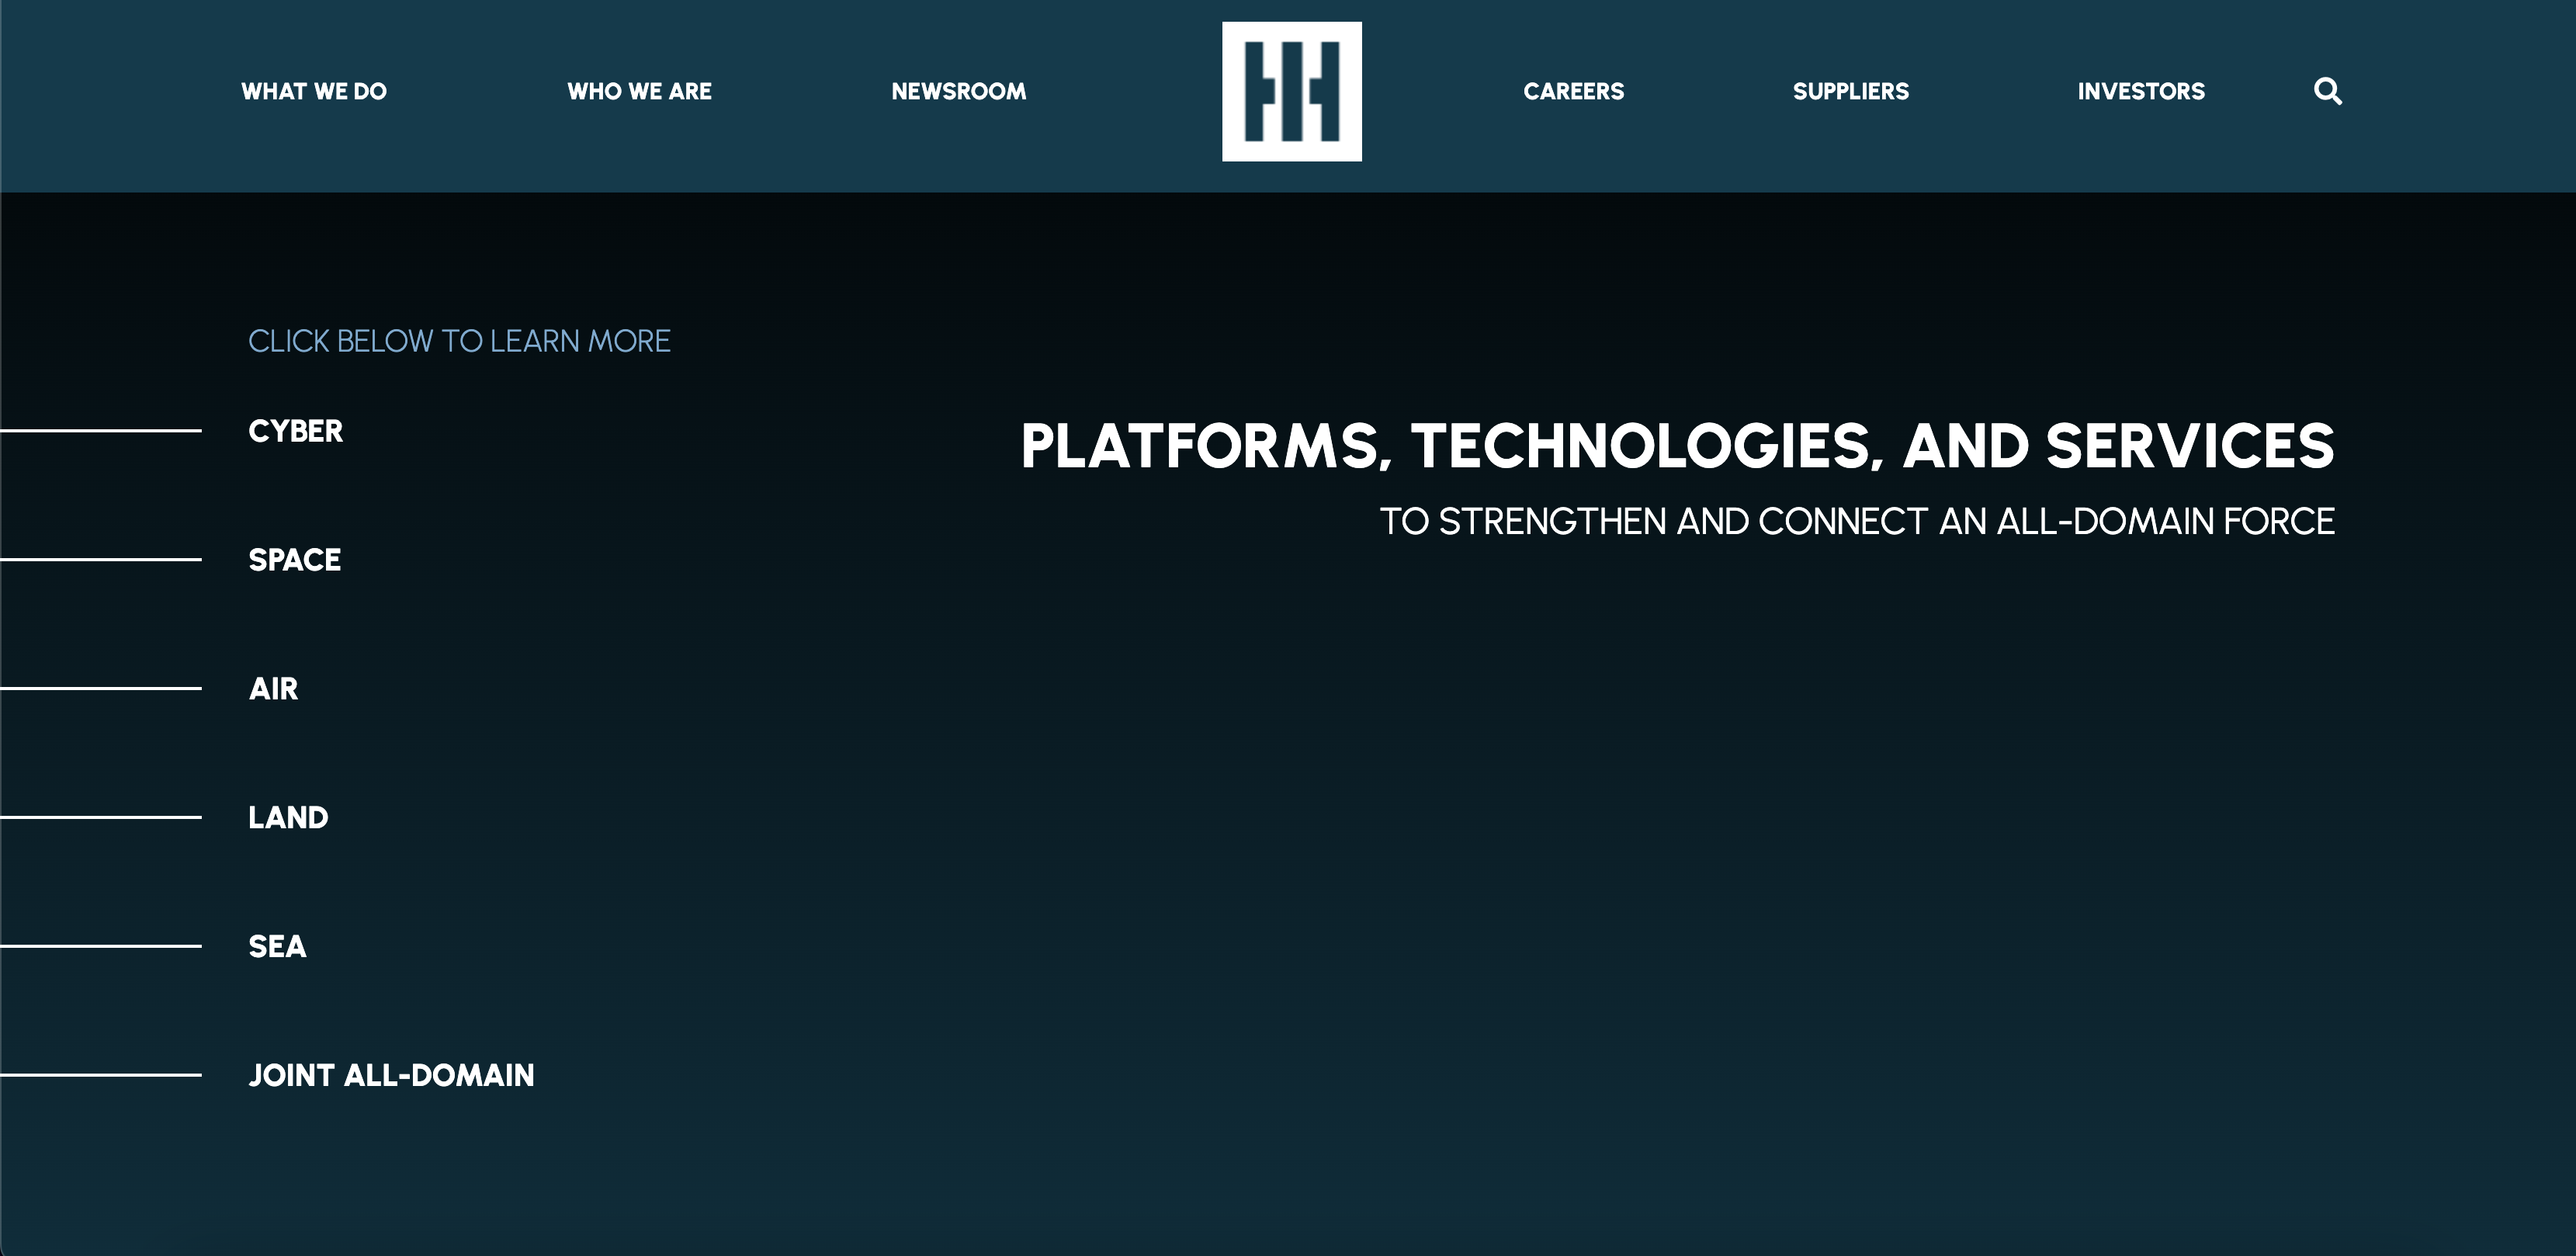 WHAT WE DO
WHO WE ARE
NEWSROOM
CAREERS
SUPPLIERS
INVESTORS
CLICK BELOW TO LEARN MORE
CYBER
SPACE
AIR
LAND
SEA
JOINT ALL-DOMAIN
PLATFORMS, TECHNOLOGIES, AND SERVICES
TO STRENGTHEN AND CONNECT AN ALL-DOMAIN FORCE